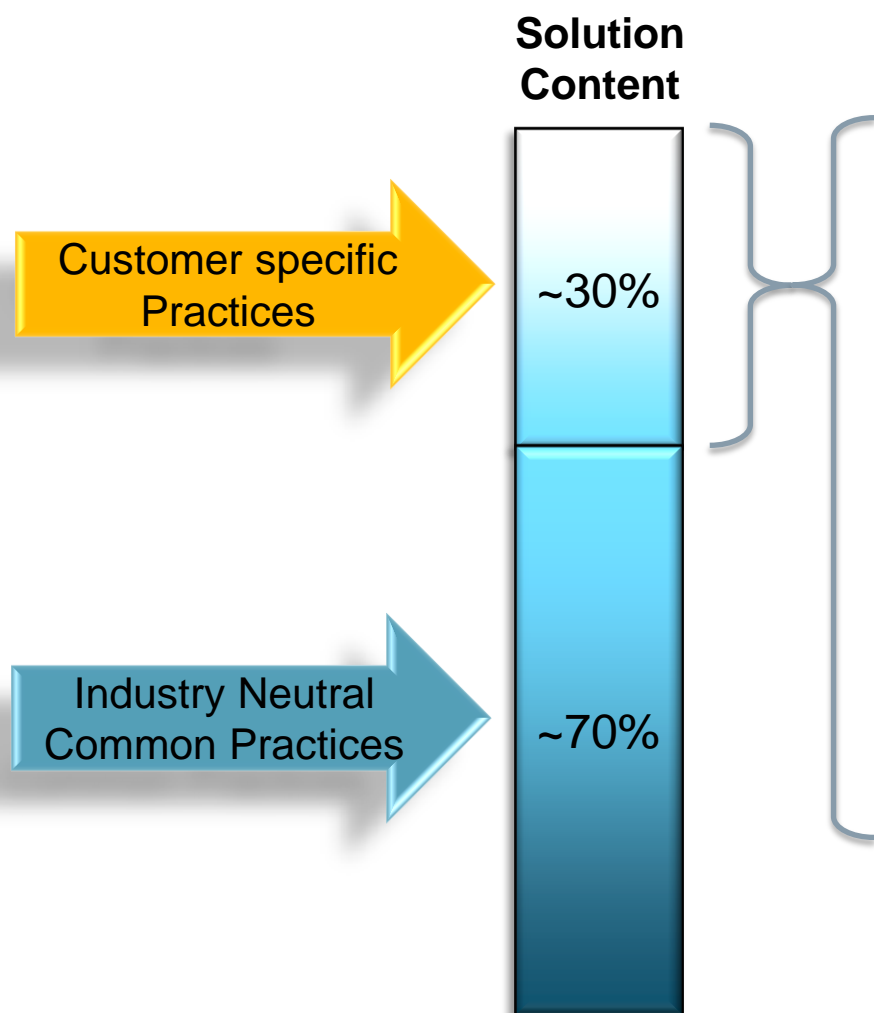 Solution
Content
Customer specific
Practices
~30%
Industry Neutral
Common Practices
~70%